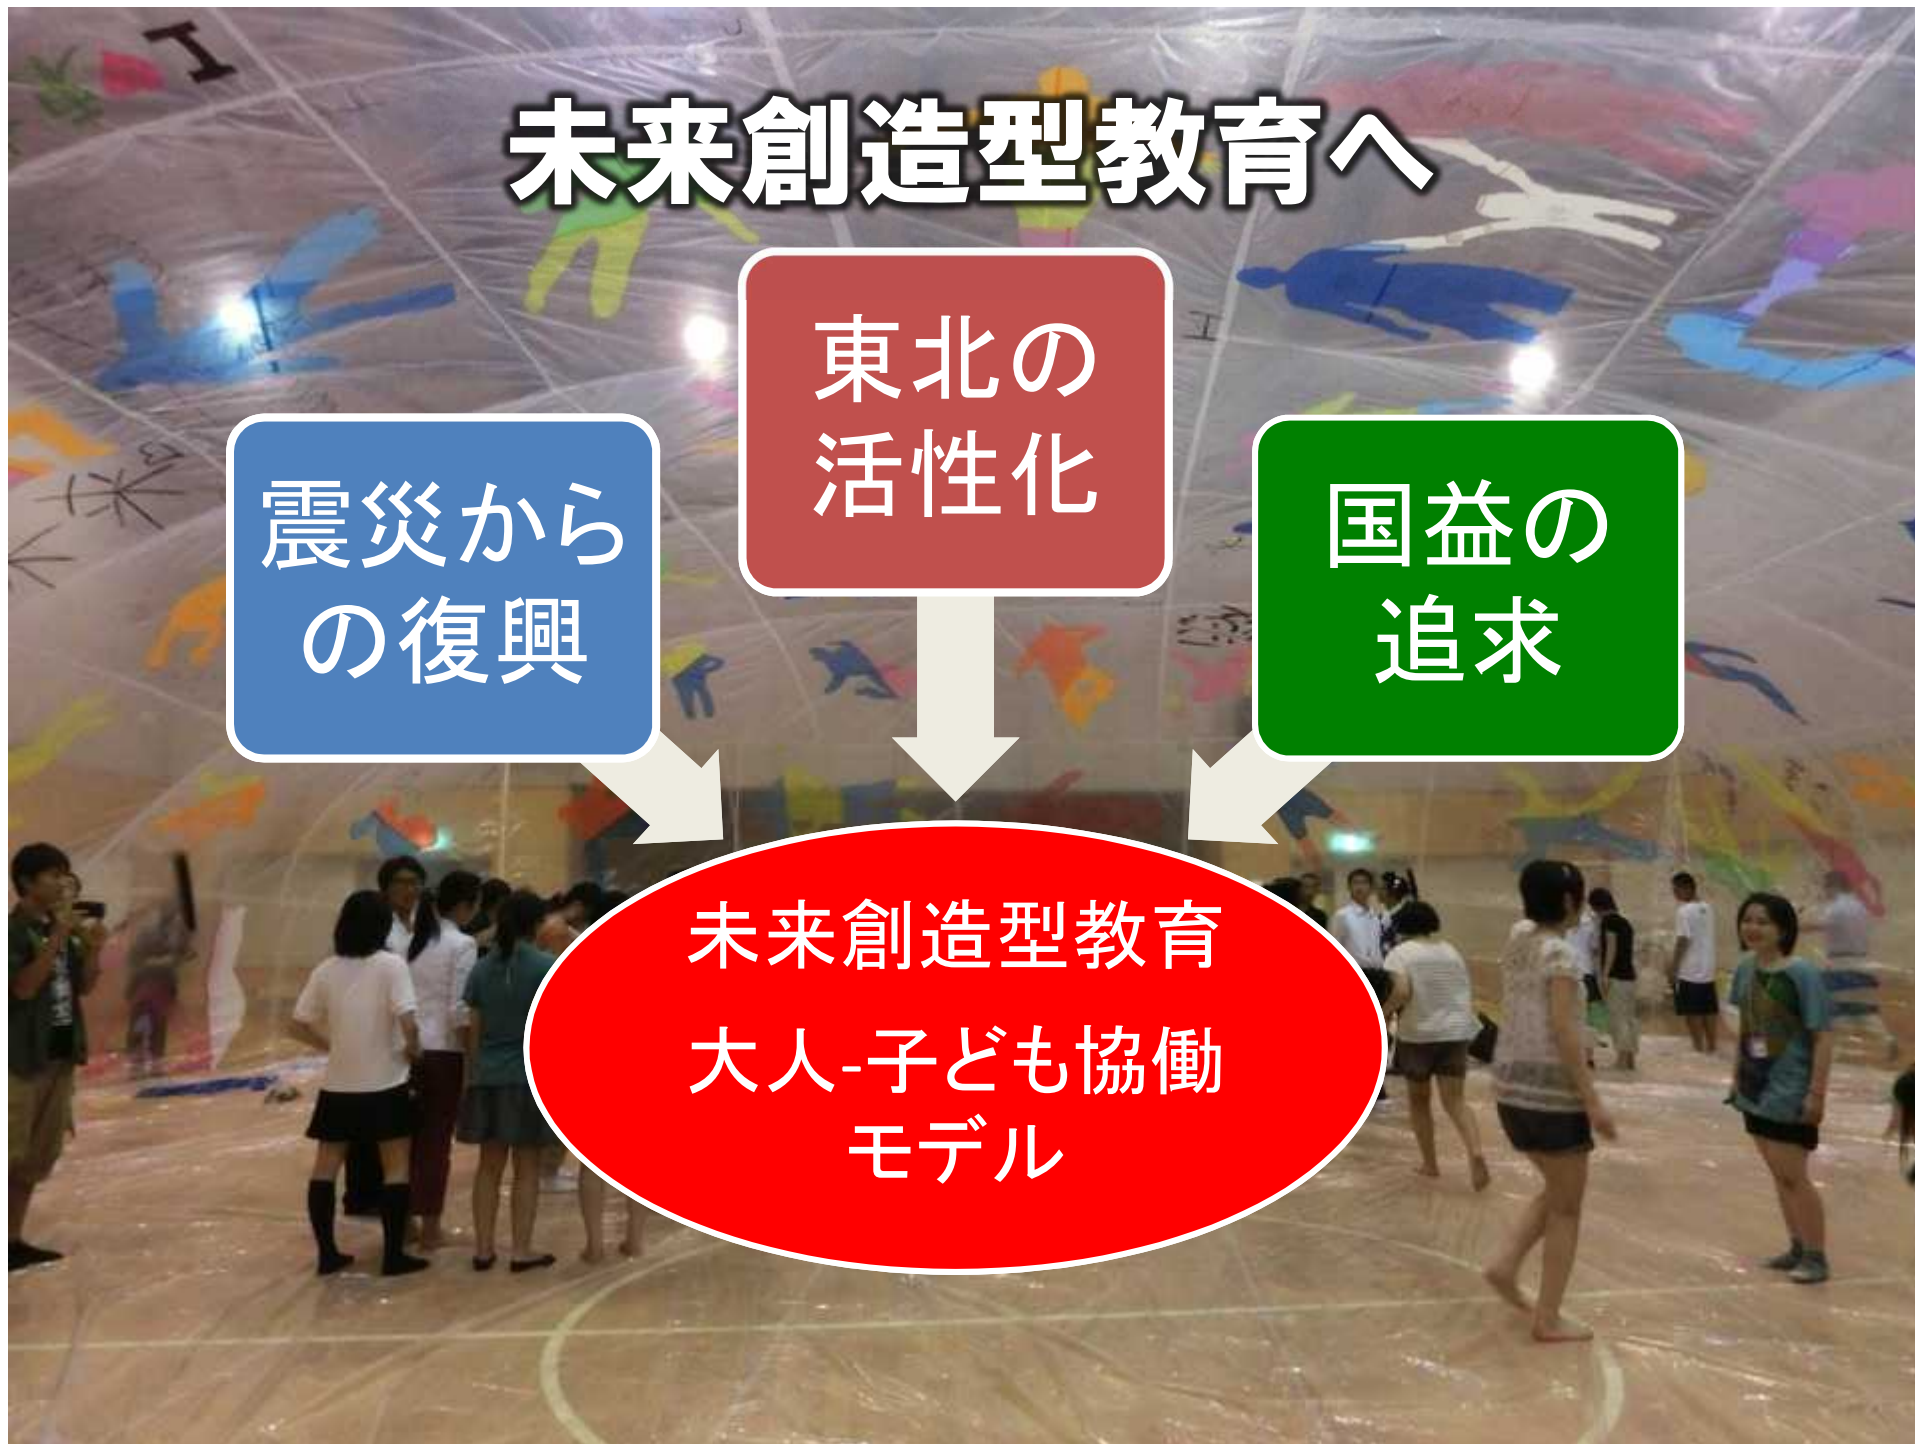 未来創造型教育へ
東北の
活性化
震災から
の復興
国益の
追求
未来創造型教育
大人-子ども協働
モデル